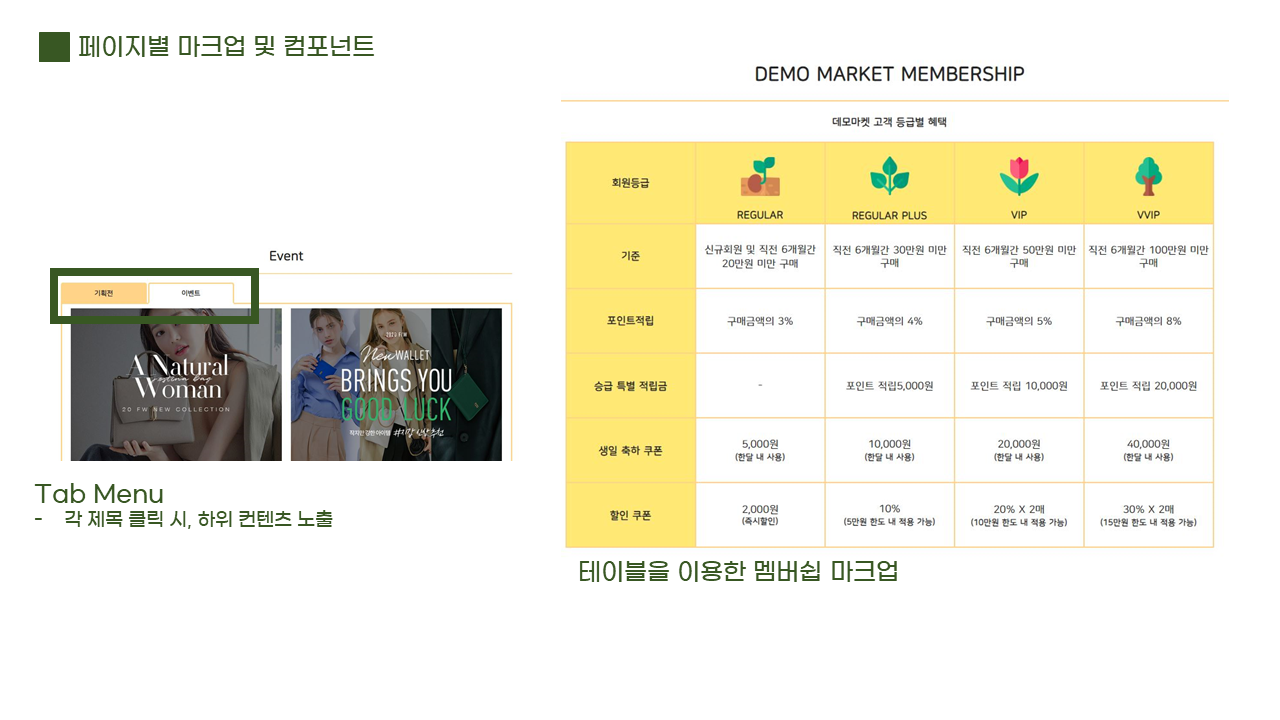 페이지별 마크업 및 컴포넌트
Event
기획전
이벤트
A Natural
Woman
20 FW NEW COLLECTION
New WALLET
BRINGS YOU
GOOD LUCK
Tab Menu
- 각 제목 클릭 시, 하위 컨텐츠 노출
DEMO MARKET MEMBERSHIP
데모마켓 고객 등급별 혜택
회원등급
REGULAR
REGULAR PLUS
VIP
VVIP
기준
신규회원 및 직전 6개월간
20만원 미만 구매
직전 6개월간 30만원 미만
구매
직전 6개월간 50만원 미만
구매
직전 6개월간 100만원 미만
구매
포인트적립
구매금액의 3%
구매금액의 4%
구매금액의 5%
구매금액의 8%
승급 특별 적립금
-
포인트 적립5,000원
포인트 적립 10,000원
포인트 적립 20,000원
생일 축하 쿠폰
5,000원
(한달 내 사용)
10,000원
(한달 내 사용)
20,000원
(한달 내 사용)
40,000원
(한달 내 사용)
할인 쿠폰
2,000원
(즉시할인)
10%
(5만원 한도 내 적용 가능)
20% X 2매
(10만원 한도 내 적용 가능)
30% X 2매
(15만원 한도 내 적용 가능)
테이블을 이용한 멤버쉽 마크업